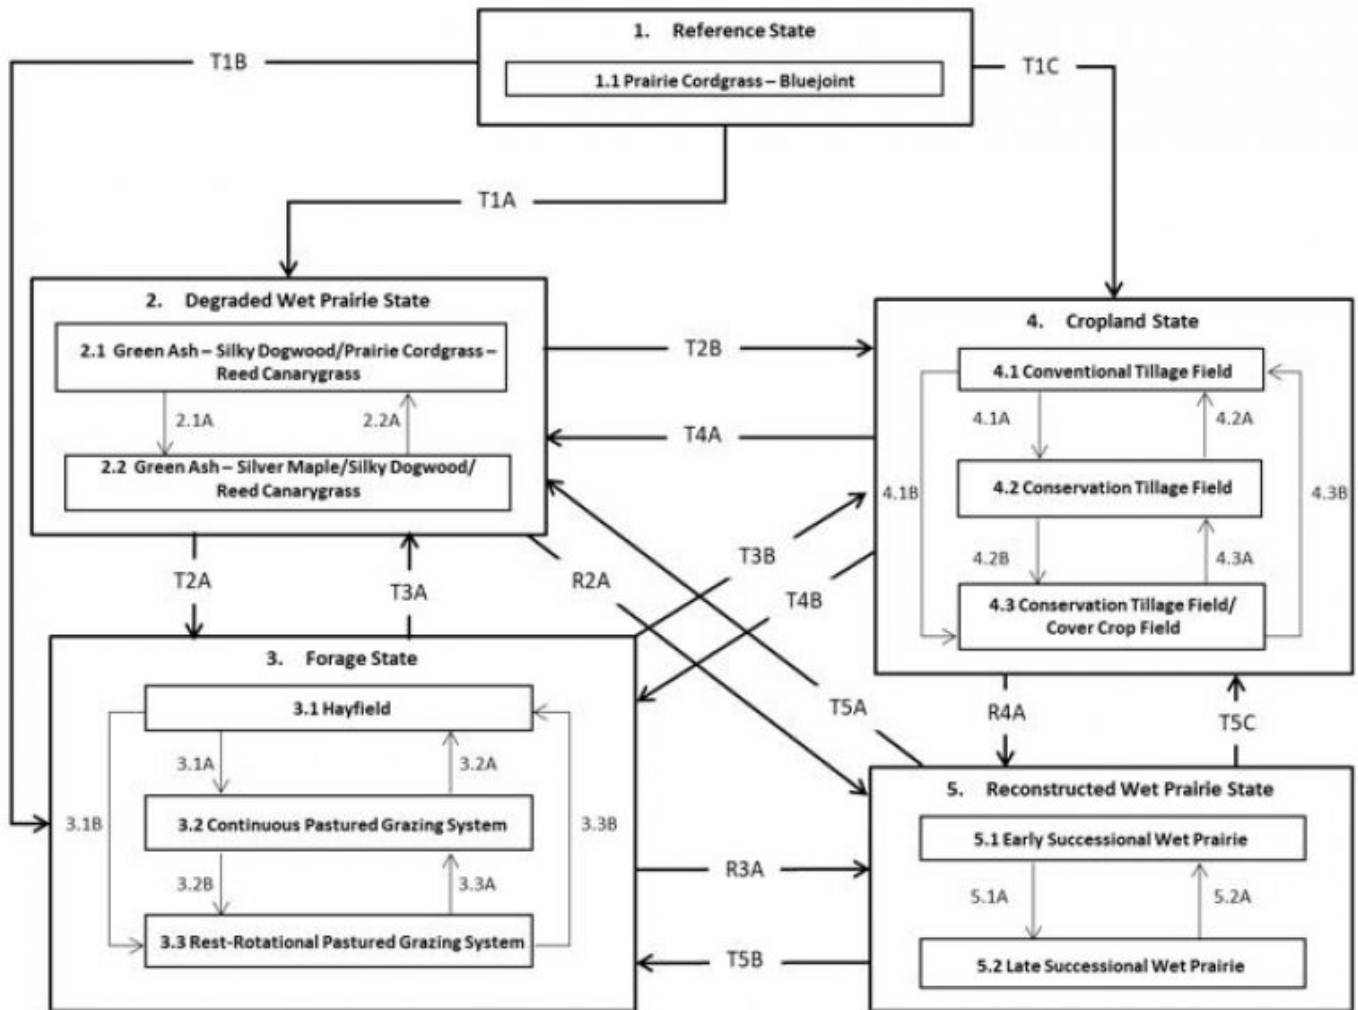 1. Reference State
T1B
T1C
1.1 Prairie Cordgrass – Bluejoint
T1A
2. Degraded Wet Prairie State
2.1 Green Ash – Silky Dogwood/Prairie Cordgrass –
Reed Canarygrass
2.1A
2.2A
2.2 Green Ash – Silver Maple/Silky Dogwood/
Reed Canarygrass
T2B
T4A
4. Cropland State
4.1 Conventional Tillage Field
4.1A
4.2A
4.2 Conservation Tillage Field
4.1B
4.3B
4.2B
4.3A
4.3 Conservation Tillage Field/
Cover Crop Field
T2A
T3A
R2A
T3B
T4B
T5A
R4A
T5C
3. Forage State
3.1 Hayfield
3.1A
3.2A
3.2 Continuous Pastured Grazing System
3.1B
3.3B
3.2B
3.3A
3.3 Rest-Rotational Pastured Grazing System
R3A
T5B
5. Reconstructed Wet Prairie State
5.1 Early Successional Wet Prairie
5.1A
5.2A
5.2 Late Successional Wet Prairie